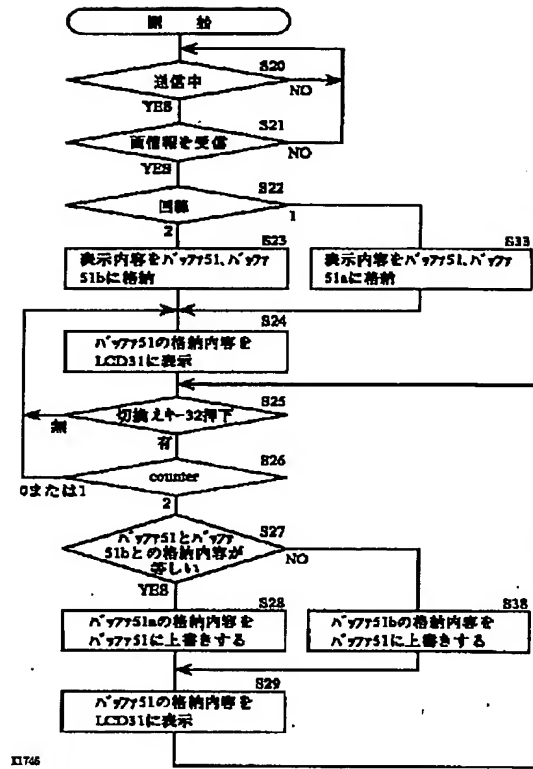 開始
S20
送信中
NO
YES
S21
画情報を受信
NO
YES
S22
回線
1
2
S23
表示内容をバッファ51、バッファ
51bに格納
S33
表示内容をバッファ51、バッファ
51aに格納
S24
バッファ51の格納内容を
LCD31に表示
S25
切換えキー32押下
無
有
S26
counter
0または1
2
S27
バッファ51とバッファ
51bとの格納内容が
等しい
NO
YES
S28
バッファ51aの格納内容を
バッファ51に上書きする
S38
バッファ51bの格納内容を
バッファ51に上書きする
S29
バッファ51の格納内容を
LCD31に表示
X1746